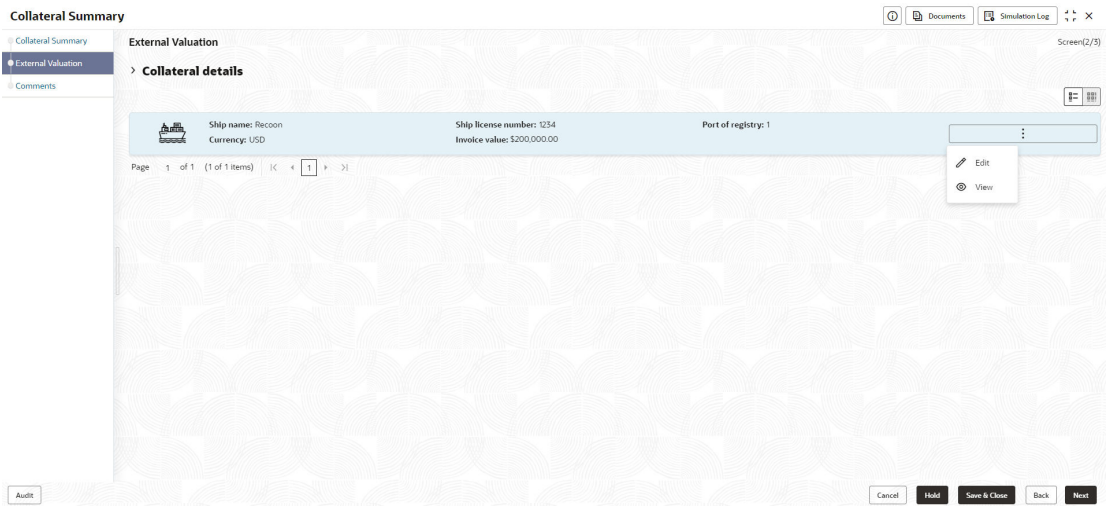 Collateral Summary
Documents
Simulation Log
Collateral Summary
External Valuation
Comments
External Valuation
Screen(2/3)
Collateral details
Ship name: Recoon
Ship license number: 1234
Port of registry: 1
Currency: USD
Invoice value: $200,000.00
Edit
View
Page 1 of 1 (1 of 1 items) 1
Audit
Cancel
Hold
Save & Close
Back
Next